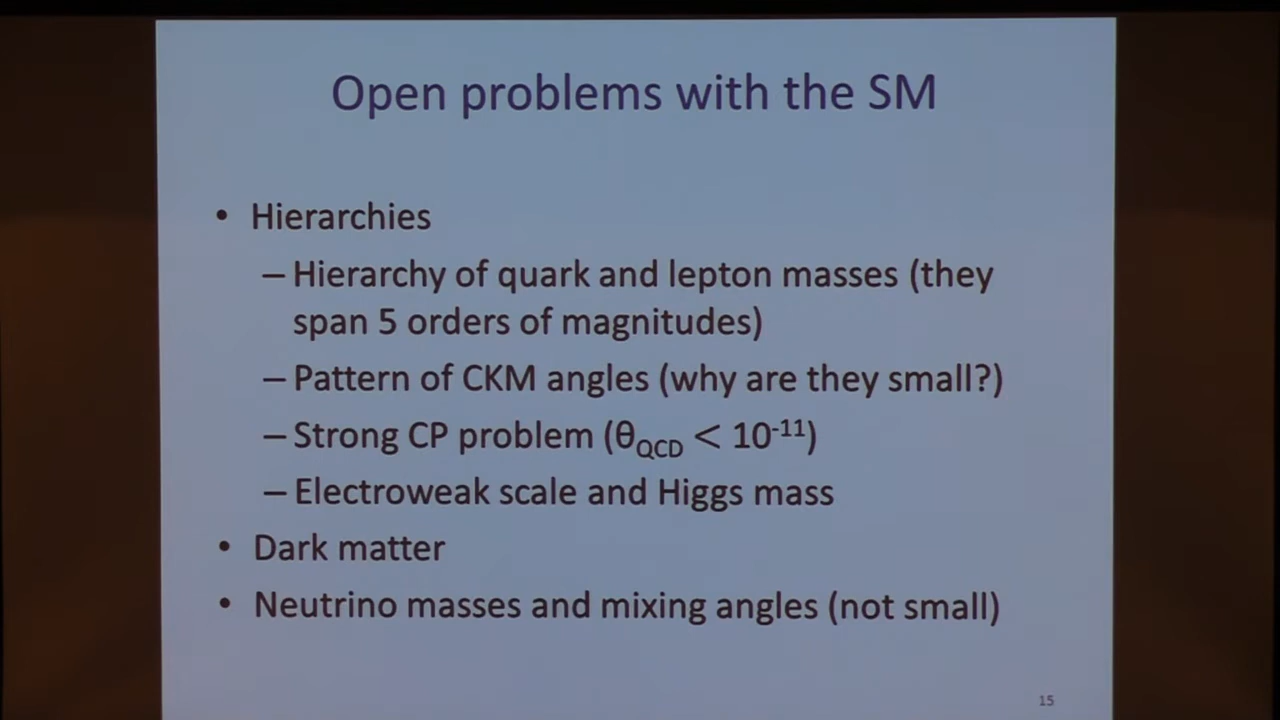 Open problems with the SM
• Hierarchies
– Hierarchy of quark and lepton masses (they
span 5 orders of magnitudes)
– Pattern of CKM angles (why are they small?)
– Strong CP problem (θQCD < 10⁻¹¹)
– Electroweak scale and Higgs mass
• Dark matter
• Neutrino masses and mixing angles (not small)
15